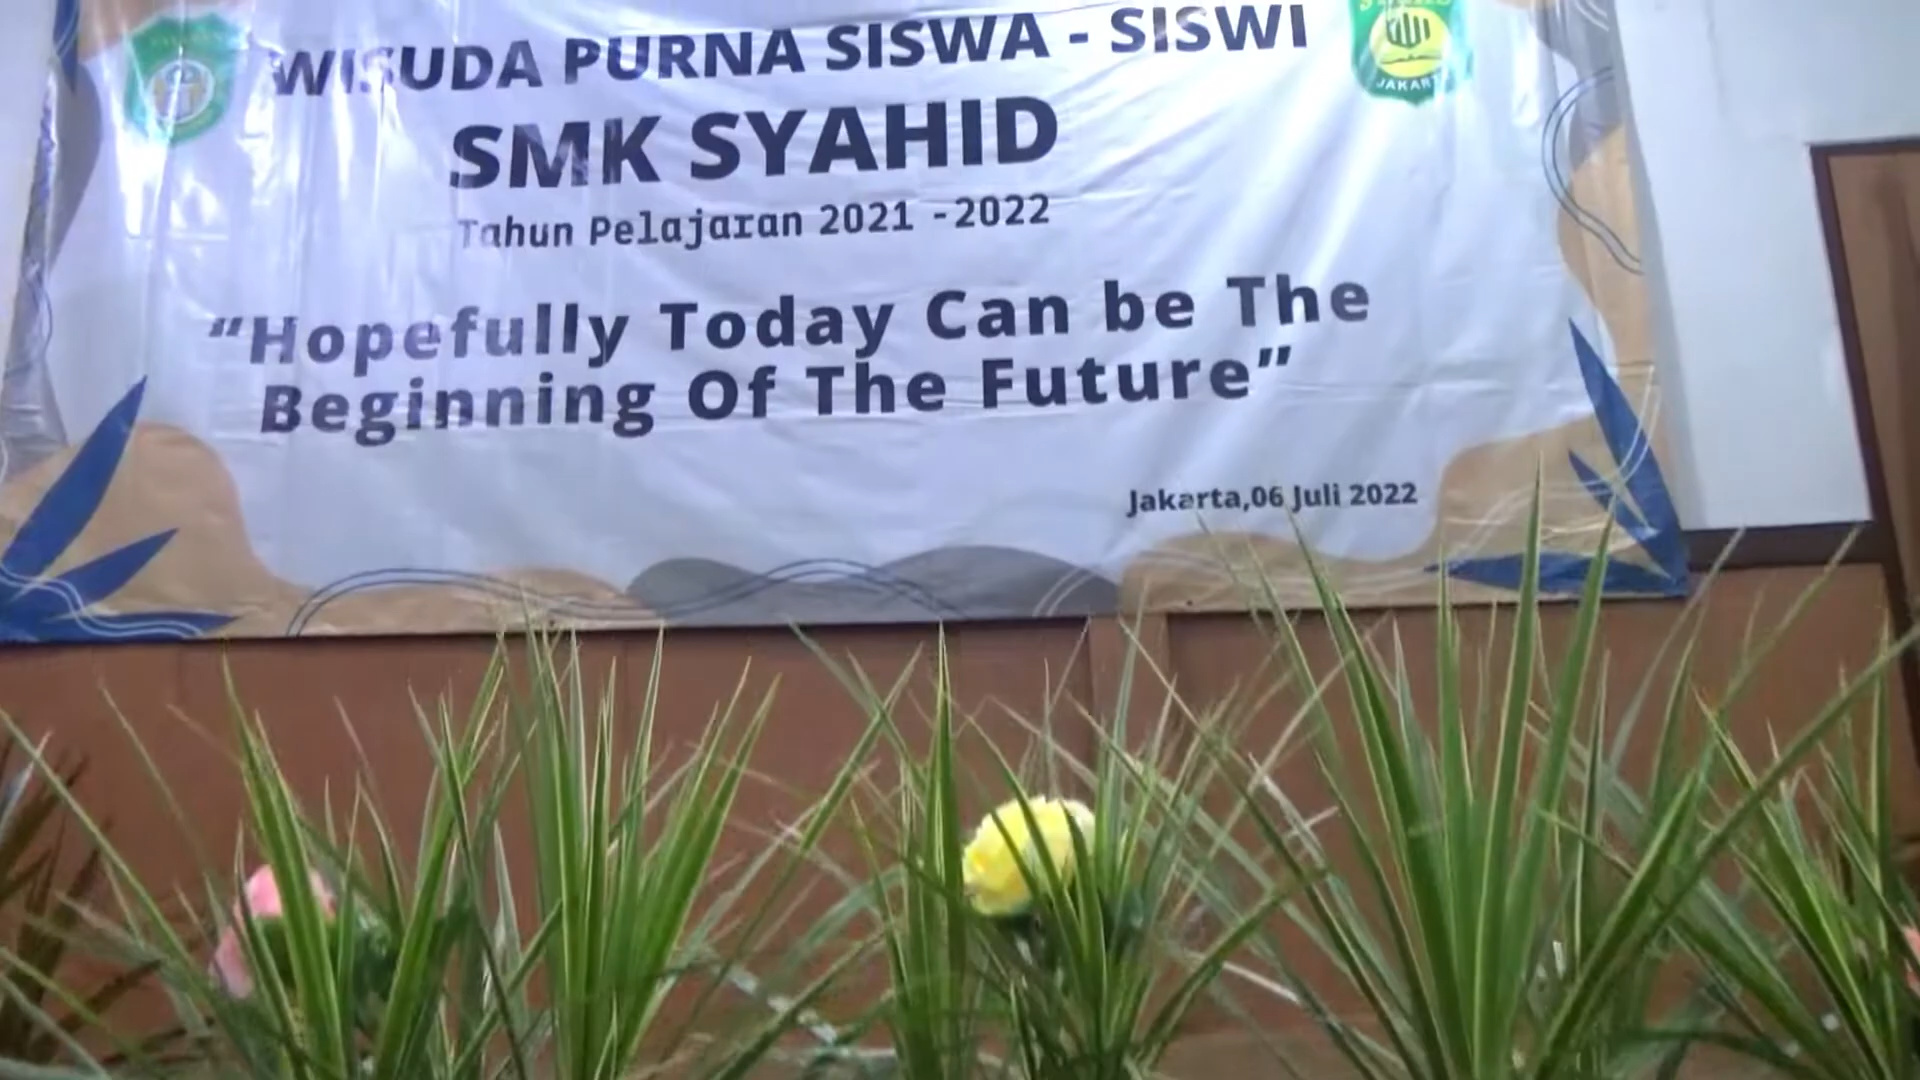 WISUDA PURNA SISWA - SISWI
SMK SYAHID
Tahun Pelajaran 2021 -2022
“Hopefully Today Can be The
Beginning Of The Future”
Jakarta,06 Juli 2022